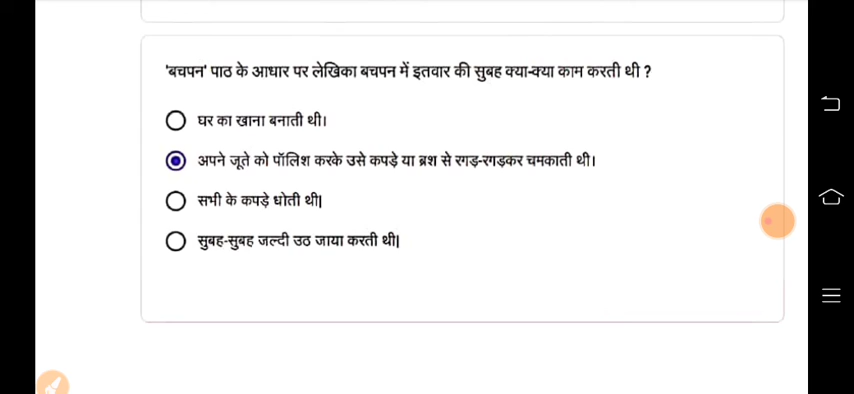 'बचपन' पाठ के आधार पर लेखिका बचपन में इतवार की सुबह क्या-क्या काम करती थी ?
घर का खाना बनाती थी।
अपने जूते को पॉलिश करके उसे कपड़े या ब्रश से रगड़-रगड़कर चमकाती थी।
सभी के कपड़े धोती थी|
सुबह-सुबह जल्दी उठ जाया करती थी|